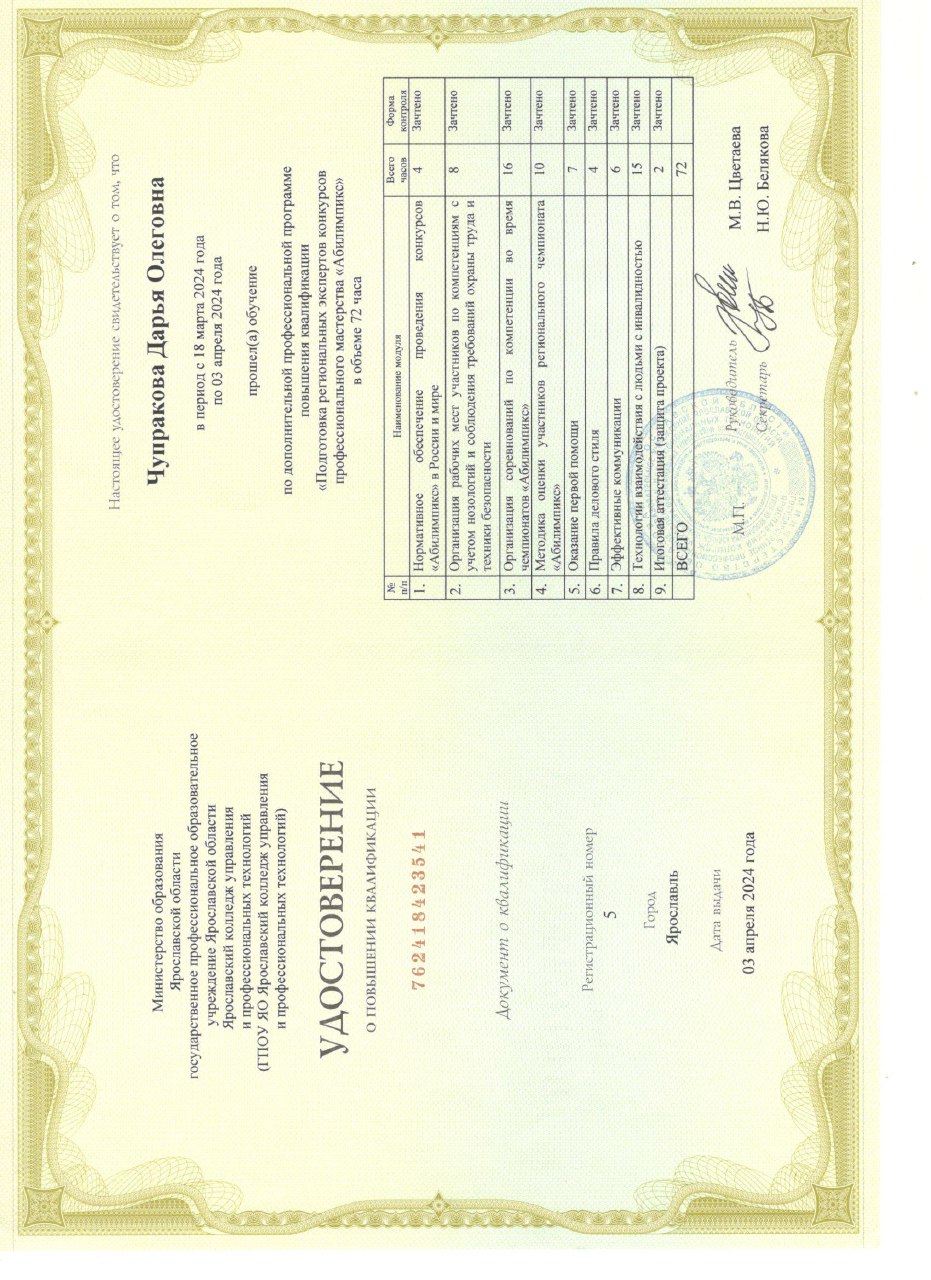 Министерство образования
Ярославской области
государственное профессиональное образовательное
учреждение Ярославской области
Ярославский колледж управления
и профессиональных технологий
(ГПОУ ЯО Ярославский колледж управления
и профессиональных технологий)
УДОСТОВЕРЕНИЕ
О ПОВЫШЕНИИ КВАЛИФИКАЦИИ
762418423541
Документ о квалификации
Регистрационный номер
5
Город
Ярославль
Дата выдачи
03 апреля 2024 года
Настоящее удостоверение свидетельствует о том, что
Чупракова Дарья Олеговна
в период с 18 марта 2024 года
по 03 апреля 2024 года
прошел(а) обучение
по дополнительной профессиональной программе
повышения квалификации
«Подготовка региональных экспертов конкурсов
профессионального мастерства «Абилимпикс»
в объеме 72 часа
№ п/п Наименование модуля Всего часов Форма контроля
1. Нормативное обеспечение проведения конкурсов 4 Зачтено
«Абилимпикс» в России и мире
2. Организация рабочих мест участников по компетенциям с 8 Зачтено
учетом нозологий и соблюдения требований охраны труда и
техники безопасности
3. Организация соревнований по компетенции во время 16 Зачтено
чемпионатов «Абилимпикс»
4. Методика оценки участников регионального чемпионата 10 Зачтено
«Абилимпикс»
5. Оказание первой помощи 7 Зачтено
6. Правила делового стиля 4 Зачтено
7. Эффективные коммуникации 6 Зачтено
8. Технологии взаимодействия с людьми с инвалидностью 15 Зачтено
9. Итоговая аттестация (защита проекта) 2 Зачтено
ВСЕГО 72
М.П. Руководитель М.В. Цветаева
Секретарь Н.Ю. Белякова